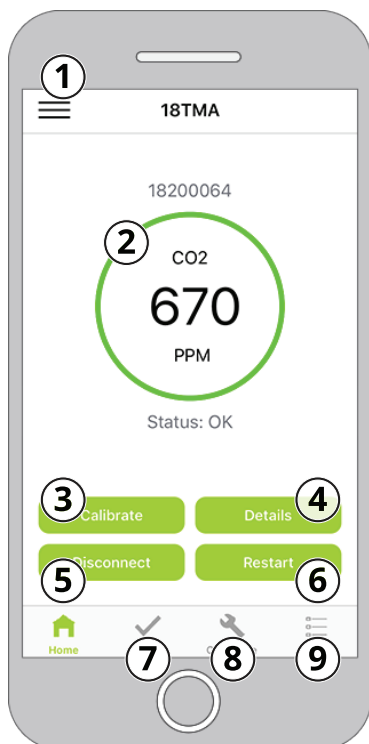 1
18TMA
18200064
2
CO2
670
PPM
Status: OK
3 Calibrate Details 4
Disconnect Restart
5 6
Home
7 8 9